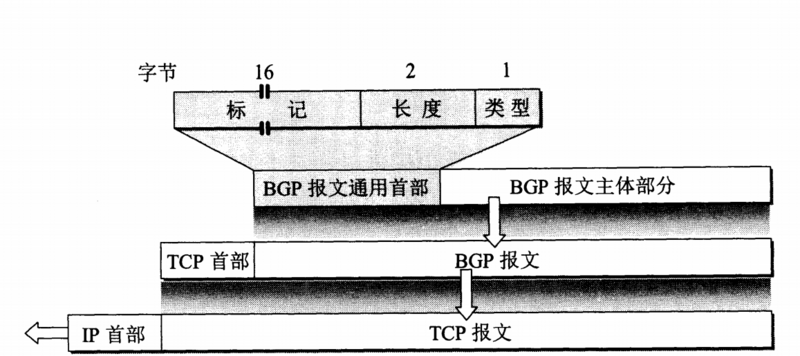 字节 16 2 1
标 记 长 度 类 型
BGP 报文通用首部 BGP 报文主体部分
TCP 首部 BGP 报文
IP 首部 TCP 报文